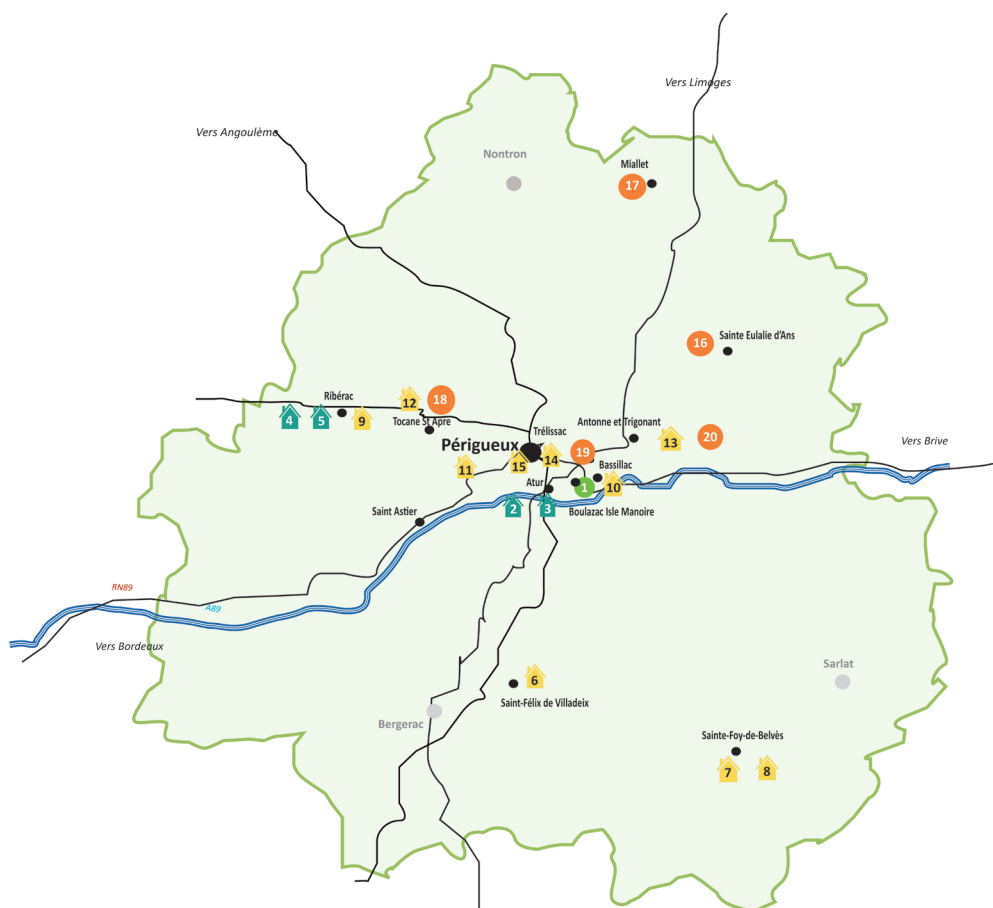 Vers Limoges
Vers Angoulème
Nontron
Miallet
17
Sainte Eulalie d'Ans
16
Ribérac
12
18
4
5
9
Tocane St Apre
Trélissac
Antonne et Trigonant
Périgueux
19
13
20
Vers Brive
11
15
14
Bassillac
Atur
1
10
Saint Astier
2
3
Boulazac Isle Manoire
RN89
A89
Vers Bordeaux
Sarlat
6
Saint-Félix de Villadeix
Bergerac
Sainte-Foy-de-Belvès
7
8